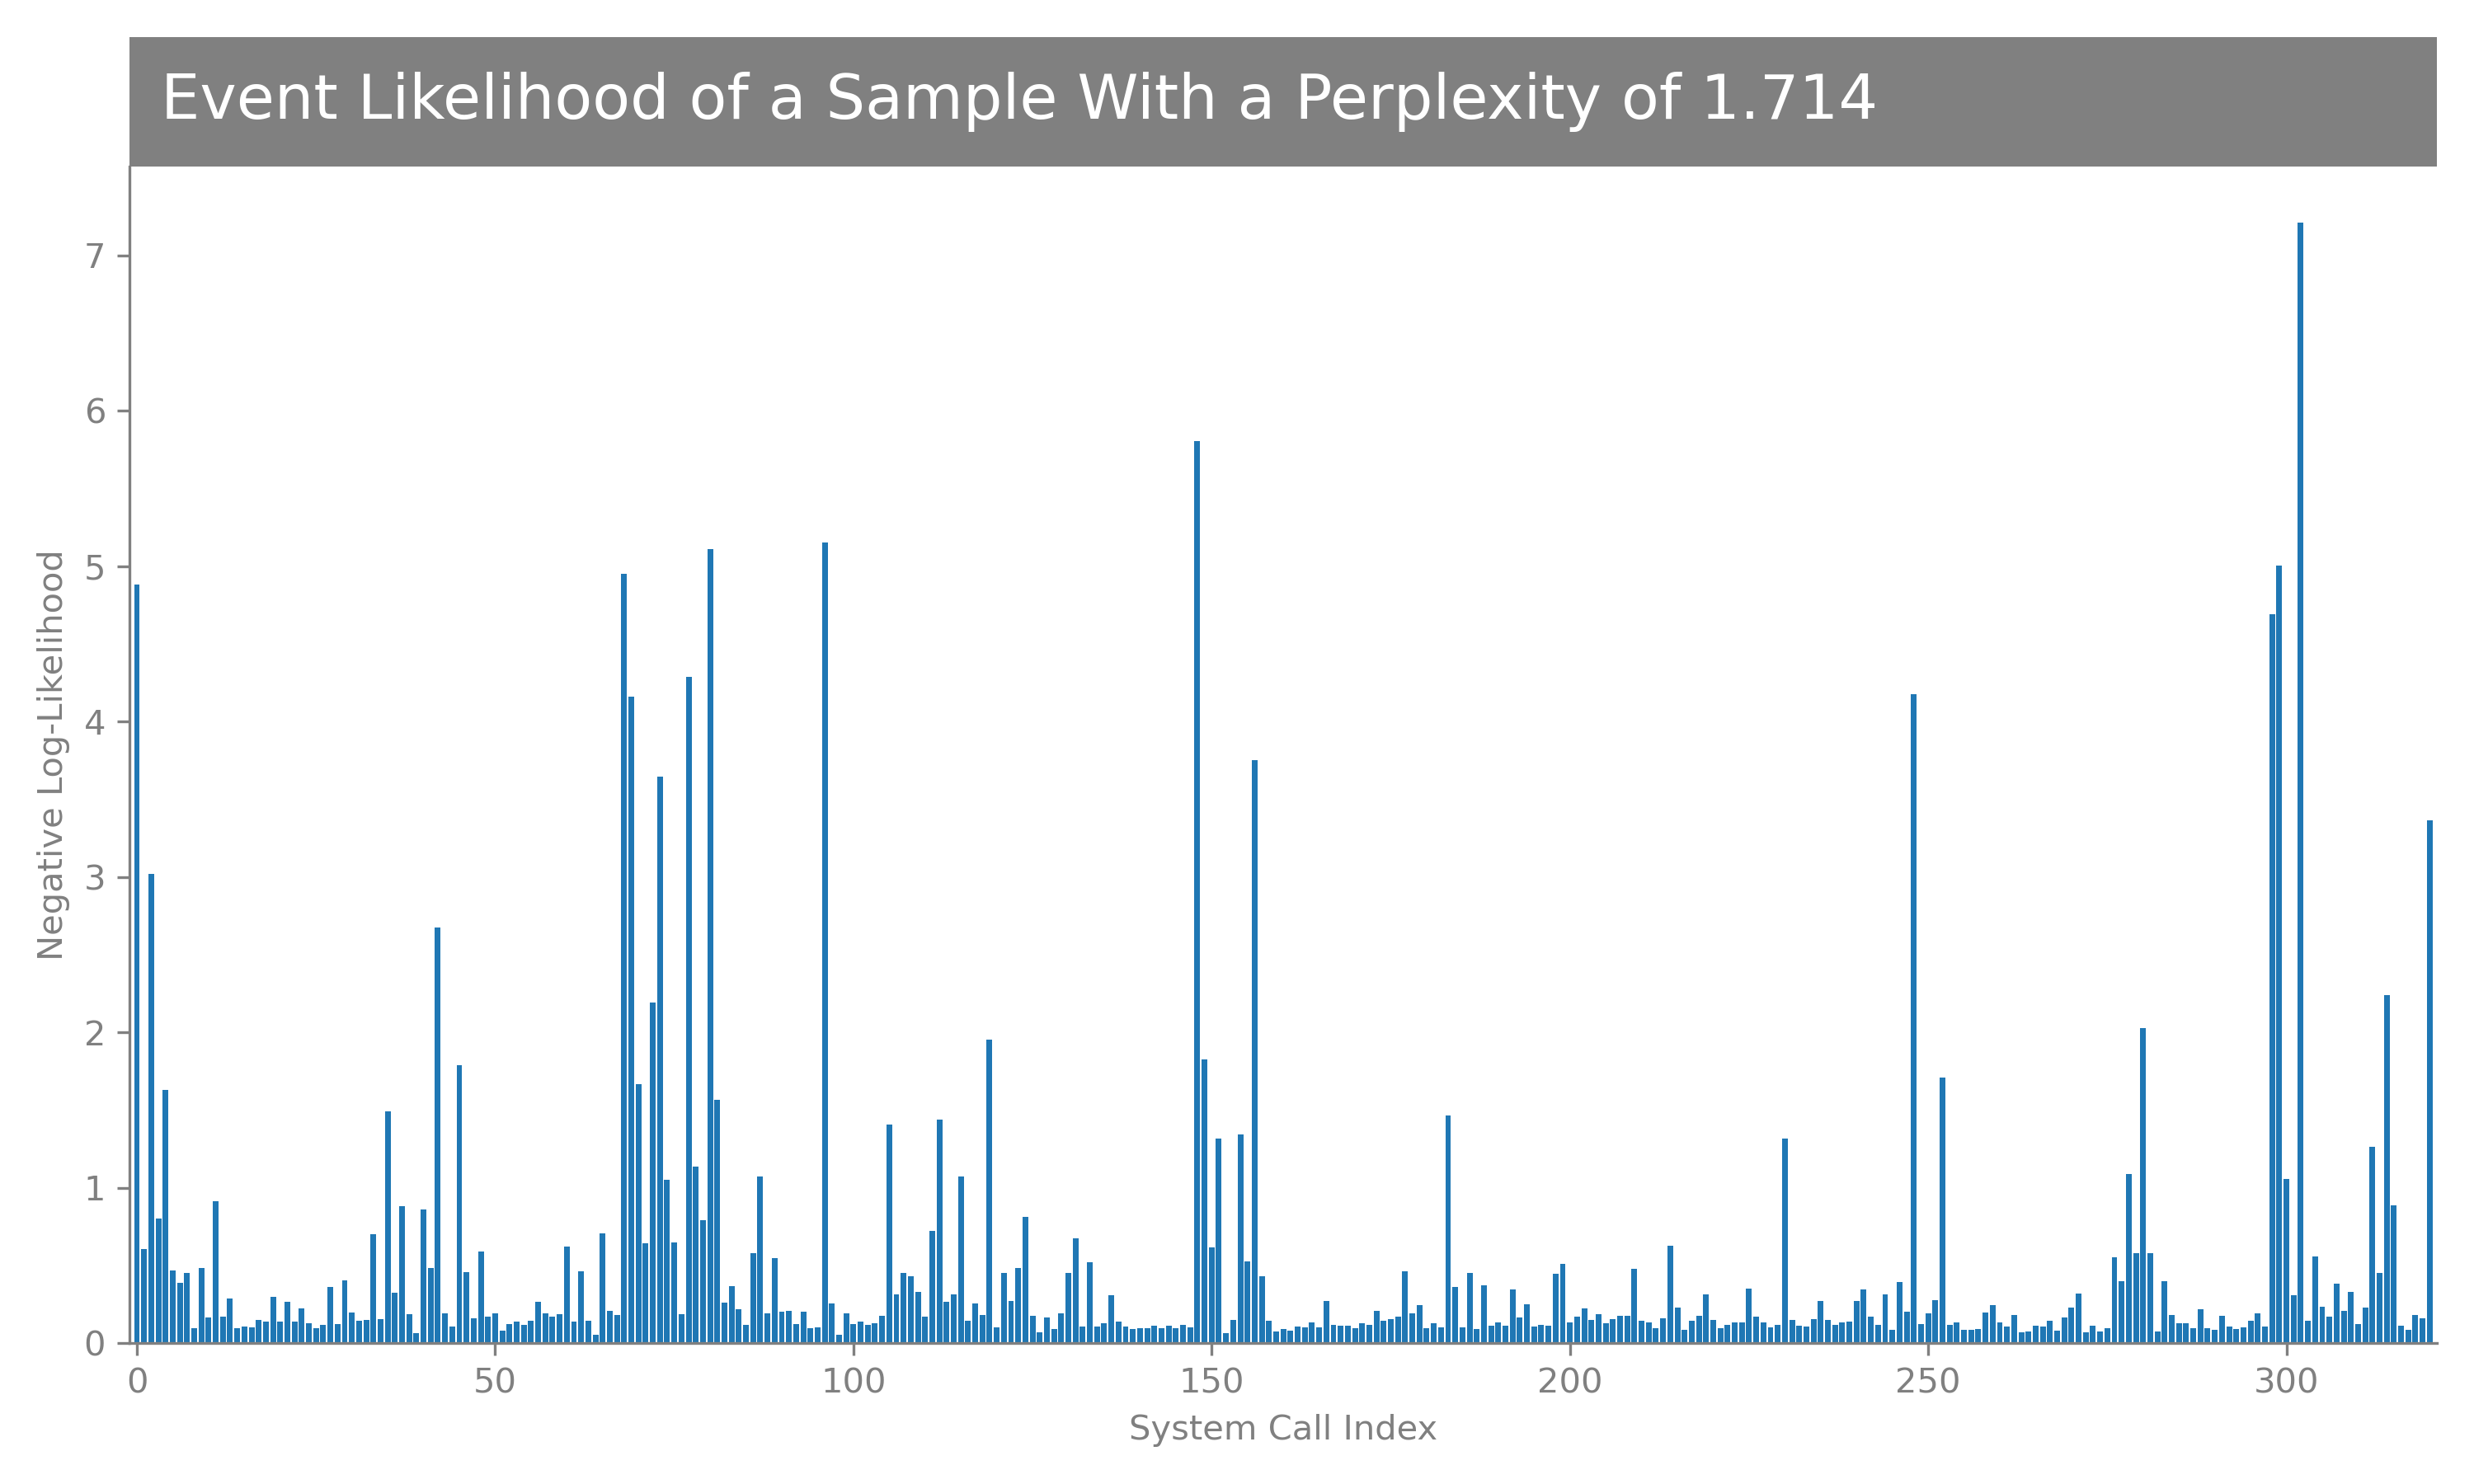 Event Likelihood of a Sample With a Perplexity of 1.714
7
6
5
4
3
2
1
0
Negative Log-Likelihood
0 50 100 150 200 250 300
System Call Index